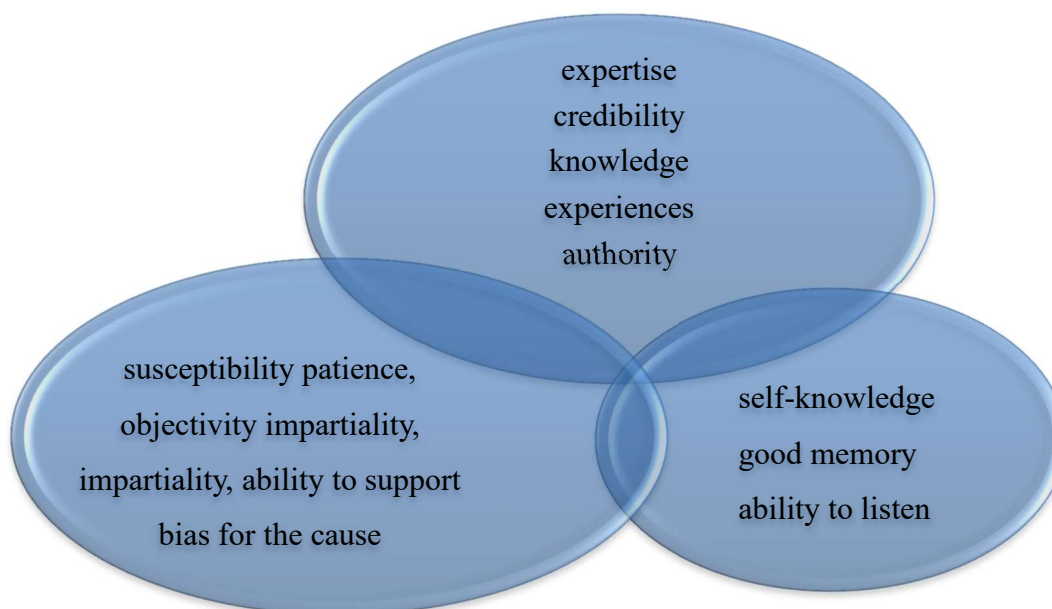 expertise
credibility
knowledge
experiences
authority
susceptibility patience,
objectivity impartiality,
impartiality, ability to support
bias for the cause
self-knowledge
good memory
ability to listen